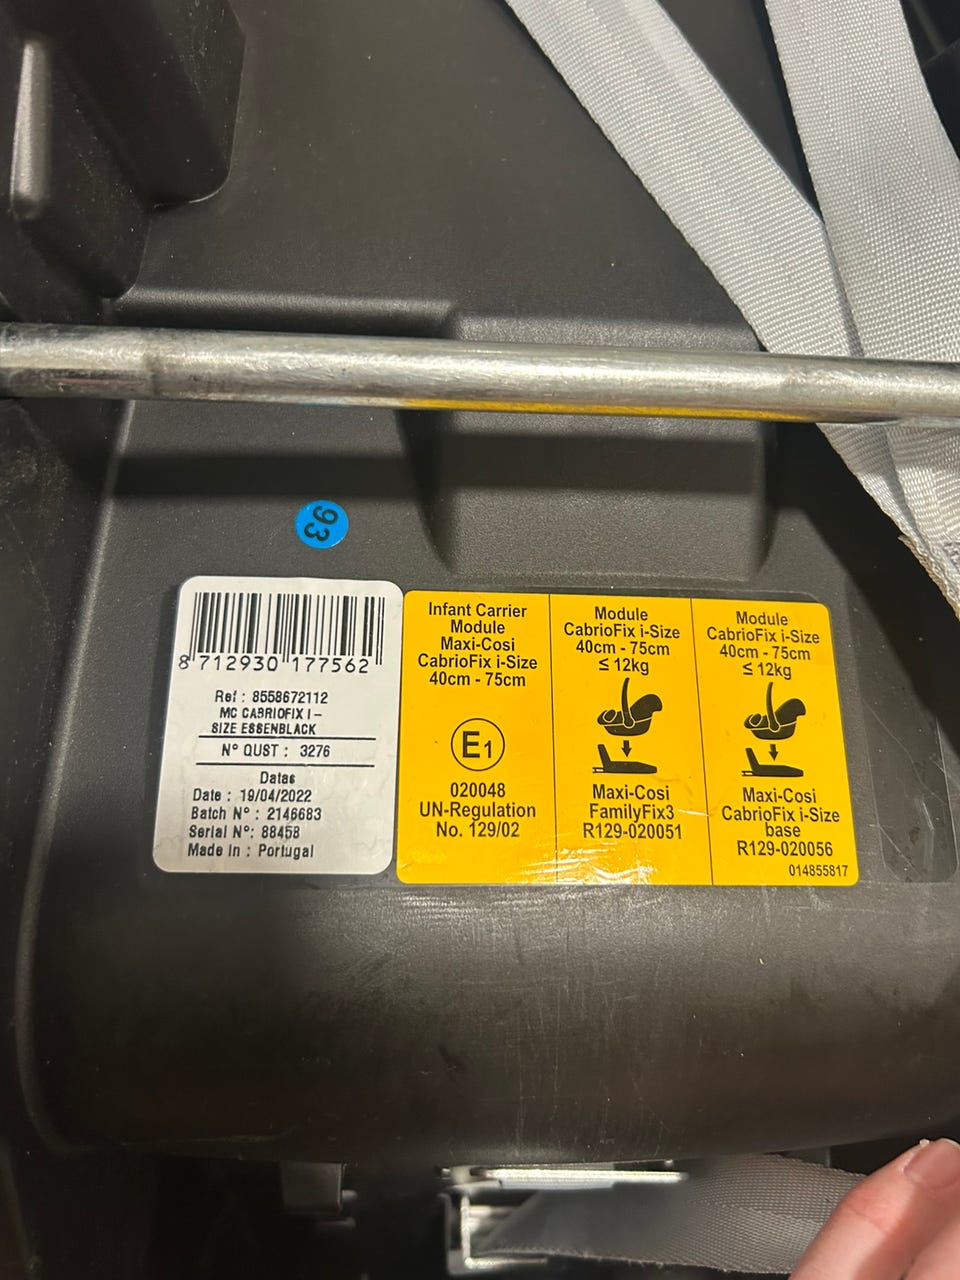 93
8 712930 177562
Ref : 8558672112
MC CABRIOFIX I-
SIZE ESSENBLACK
N° QUST : 3276
Datas
Date : 19/04/2022
Batch N° : 2146683
Serial N°: 88458
Made in : Portugal
Infant Carrier
Module
Maxi-Cosi
CabrioFix i-Size
40cm - 75cm
E1
020048
UN-Regulation
No. 129/02
Module
CabrioFix i-Size
40cm - 75cm
≤ 12kg
Maxi-Cosi
FamilyFix3
R129-020051
Module
CabrioFix i-Size
40cm - 75cm
≤ 12kg
Maxi-Cosi
CabrioFix i-Size
base
R129-020056
014855817